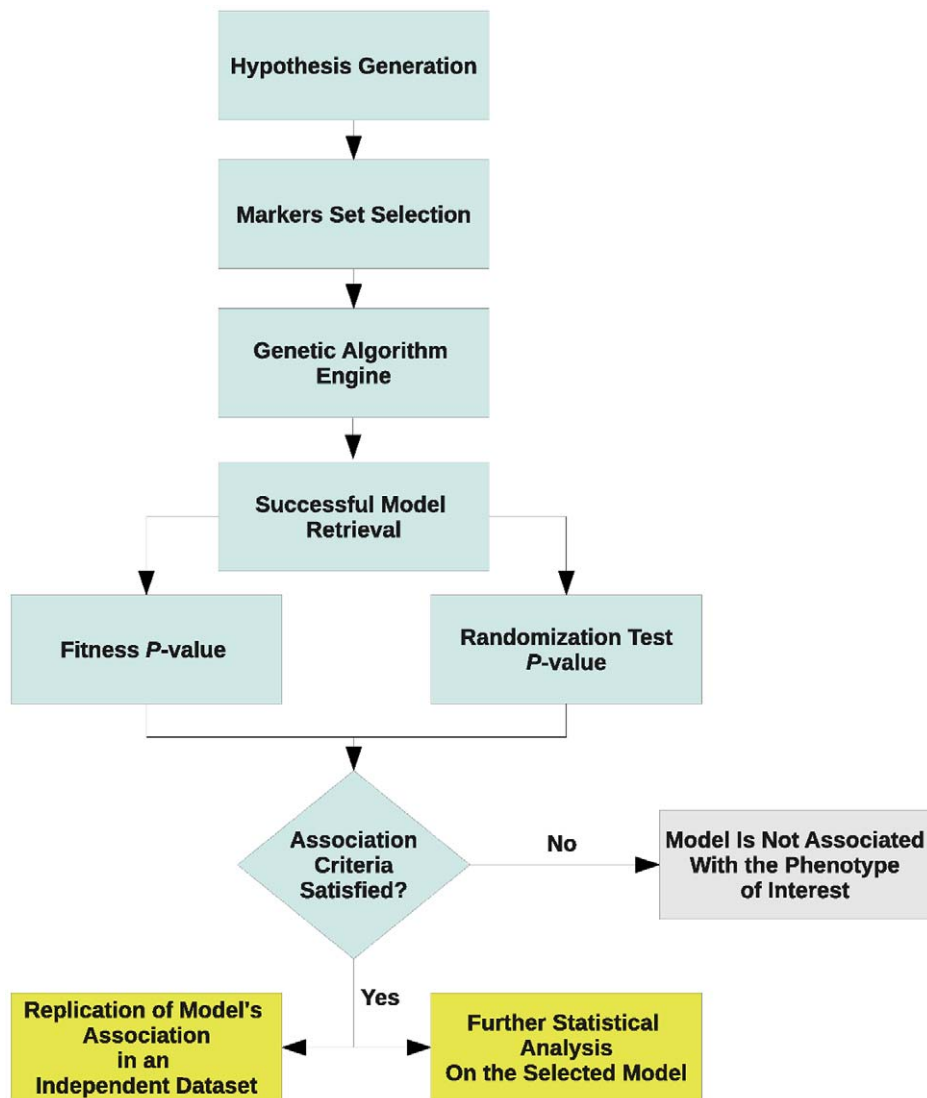 Hypothesis Generation
Markers Set Selection
Genetic Algorithm
Engine
Successful Model
Retrieval
Fitness P-value
Randomization Test
P-value
Association
Criteria
Satisfied?
No
Model Is Not Associated
With the Phenotype
of Interest
Yes
Replication of Model's
Association
in an
Independent Dataset
Further Statistical
Analysis
On the Selected Model